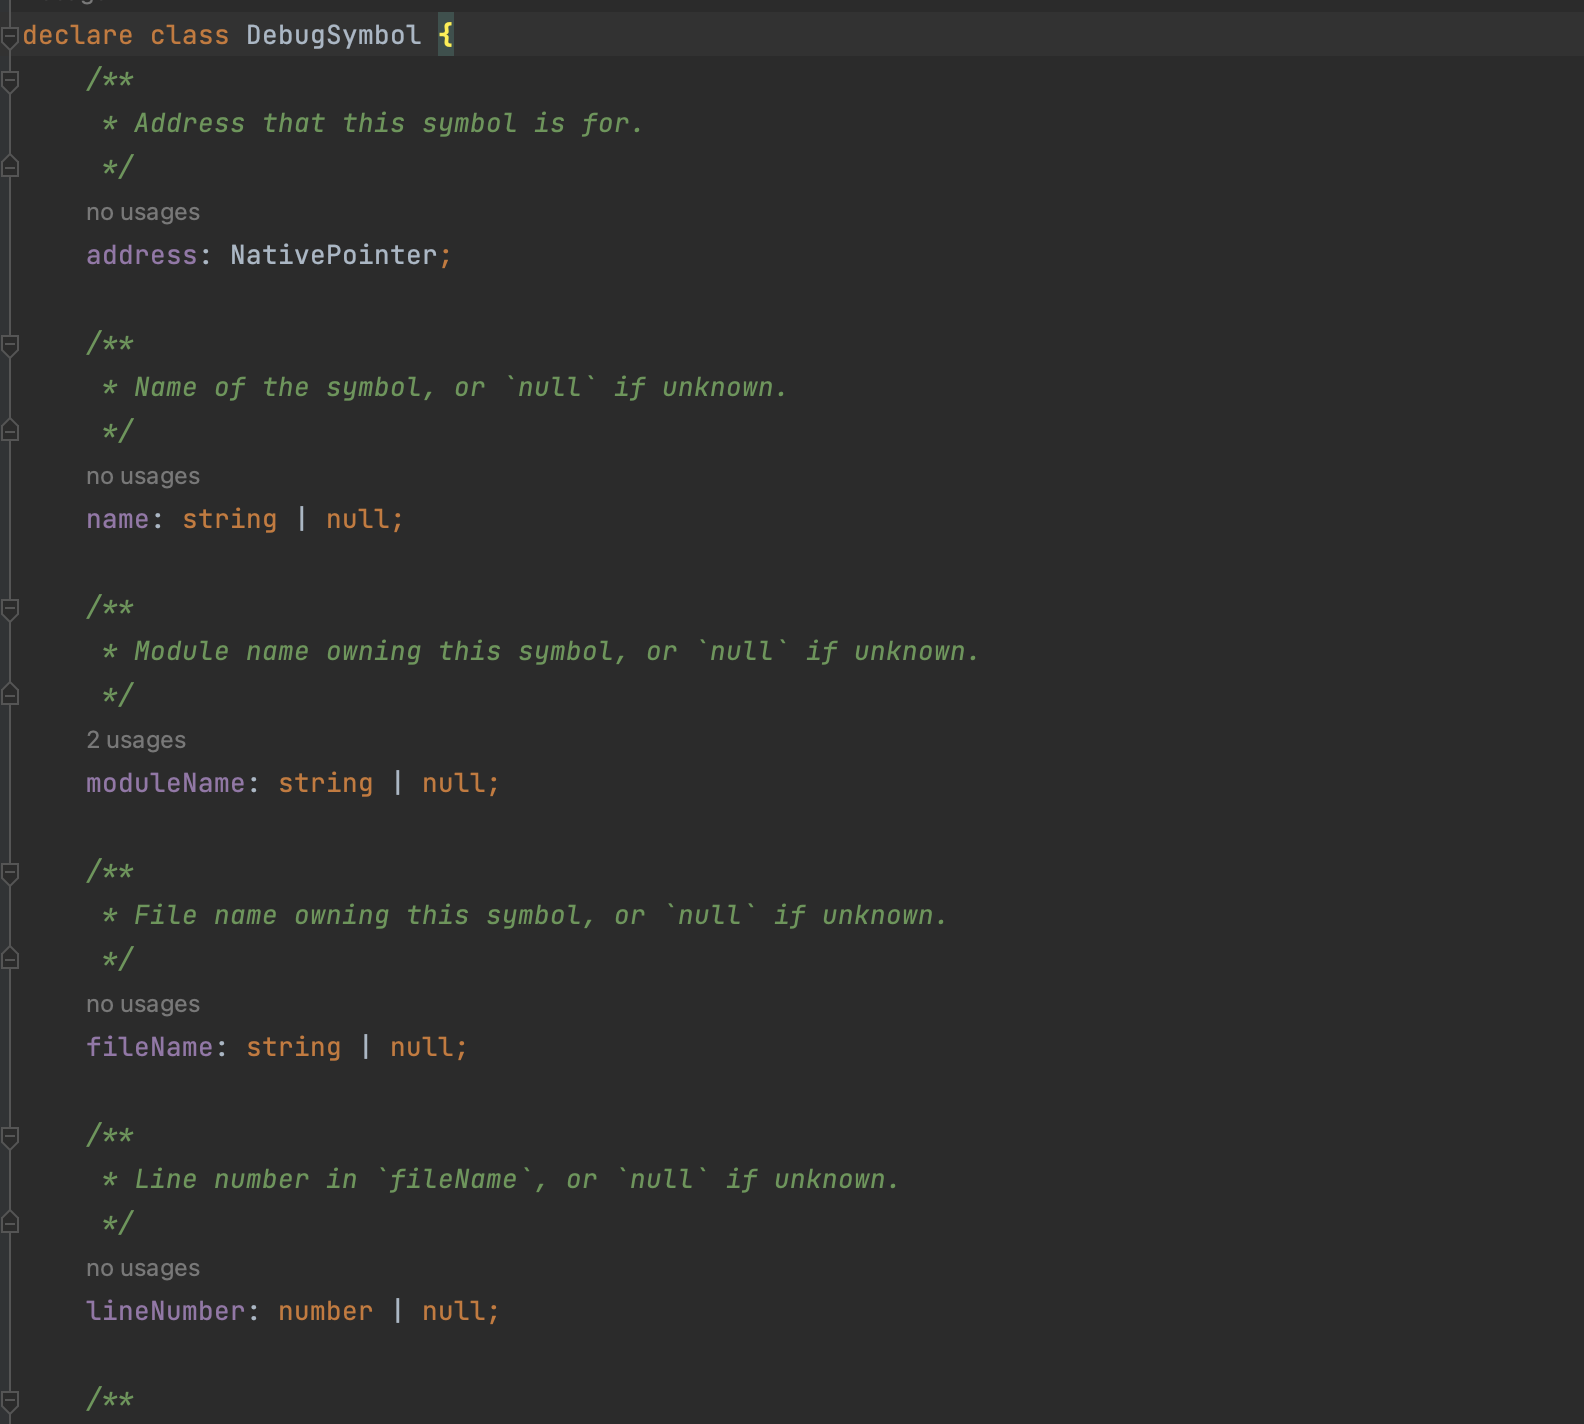 declare class DebugSymbol {
/**
* Address that this symbol is for.
*/
no usages
address: NativePointer;
/**
* Name of the symbol, or `null` if unknown.
*/
no usages
name: string | null;
/**
* Module name owning this symbol, or `null` if unknown.
*/
2 usages
moduleName: string | null;
/**
* File name owning this symbol, or `null` if unknown.
*/
no usages
fileName: string | null;
/**
* Line number in `fileName`, or `null` if unknown.
*/
no usages
lineNumber: number | null;
/**